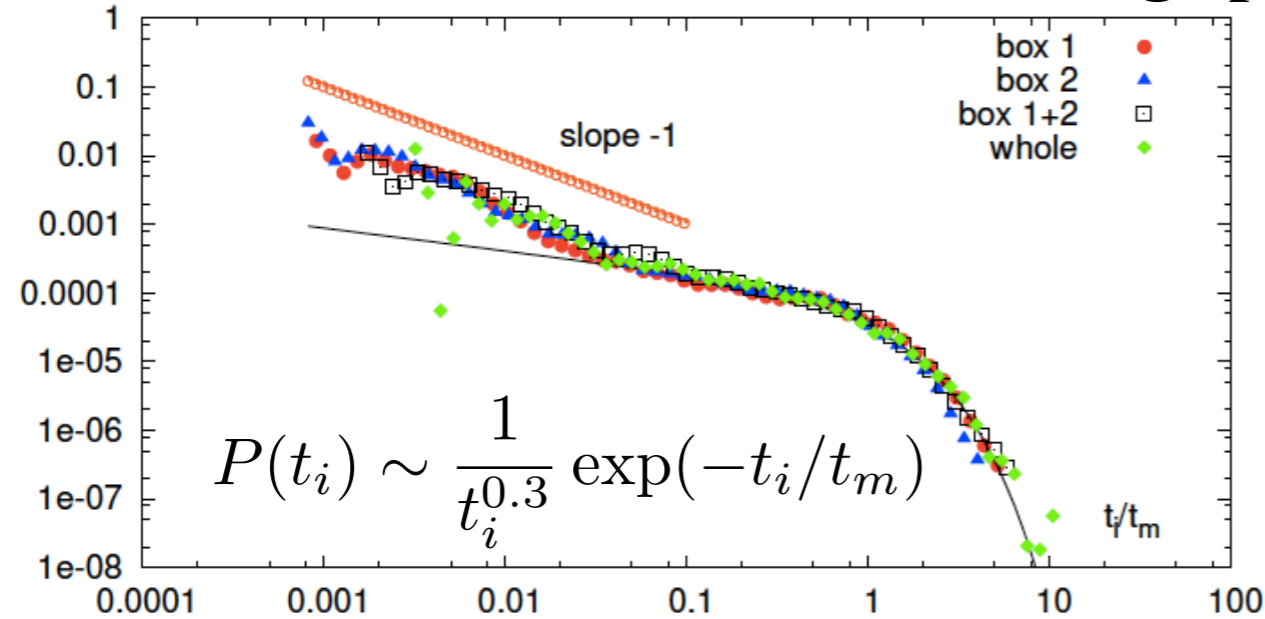 1
0.1
0.01
0.001
0.0001
1e-05
1e-06
1e-07
1e-08
box 1
box 2
box 1+2
whole
slope -1
P(t_i) ∼ 1/t_i^{0.3} exp(−t_i/t_m)
t_i/t_m
0.0001 0.001 0.01 0.1 1 10 100